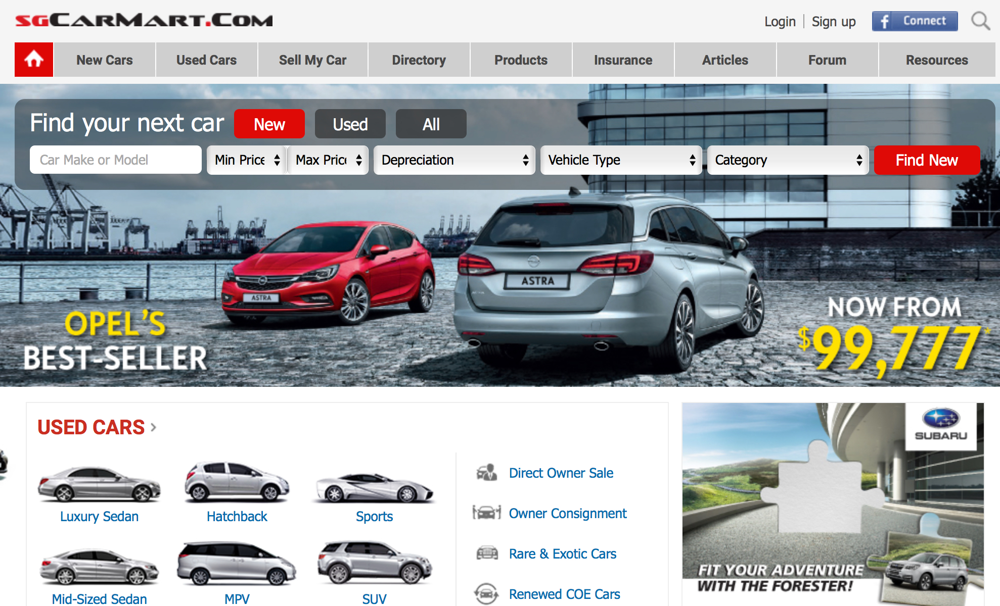 sgCarMart.Com
Login
Sign up
f Connect
New Cars
Used Cars
Sell My Car
Directory
Products
Insurance
Articles
Forum
Resources
Find your next car
New
Used
All
Car Make or Model
Min Price
Max Price
Depreciation
Vehicle Type
Category
Find New
ASTRA
ASTRA
OPEL'S
BEST-SELLER
NOW FROM
$99,777*
USED CARS
Luxury Sedan
Hatchback
Sports
Mid-Sized Sedan
MPV
SUV
Direct Owner Sale
Owner Consignment
Rare & Exotic Cars
Renewed COE Cars
SUBARU
FIT YOUR ADVENTURE
WITH THE FORESTER!